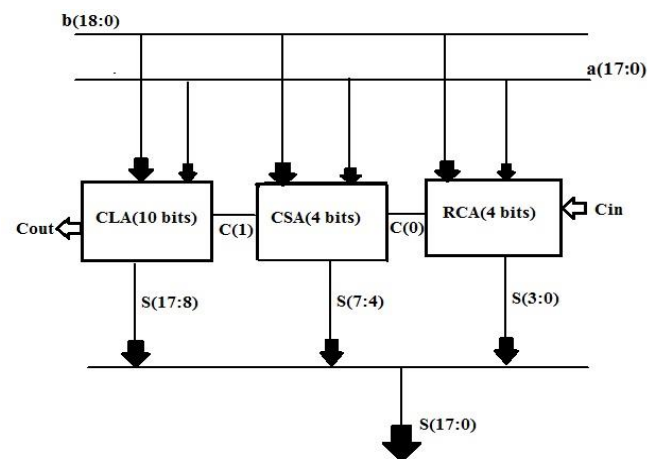 b(18:0)
a(17:0)
CLA(10 bits)
CSA(4 bits)
RCA(4 bits)
Cin
Cout
C(1)
C(0)
S(17:8)
S(7:4)
S(3:0)
S(17:0)